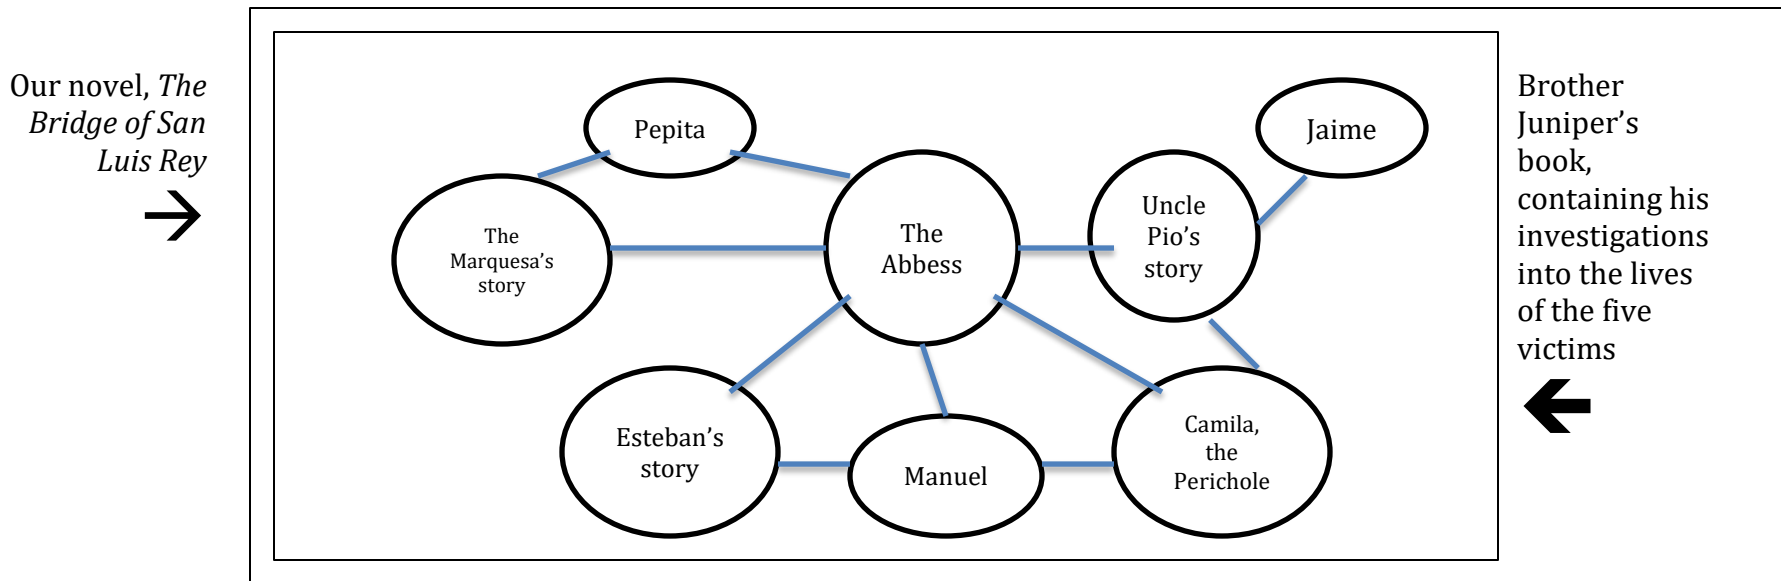 Our novel, The
Bridge of San
Luis Rey
Pepita
The
Marquesa’s
story
The
Abbess
Uncle
Pio’s
story
Jaime
Esteban’s
story
Manuel
Camila,
the
Perichole
Brother
Juniper’s
book,
containing his
investigations
into the lives
of the five
victims